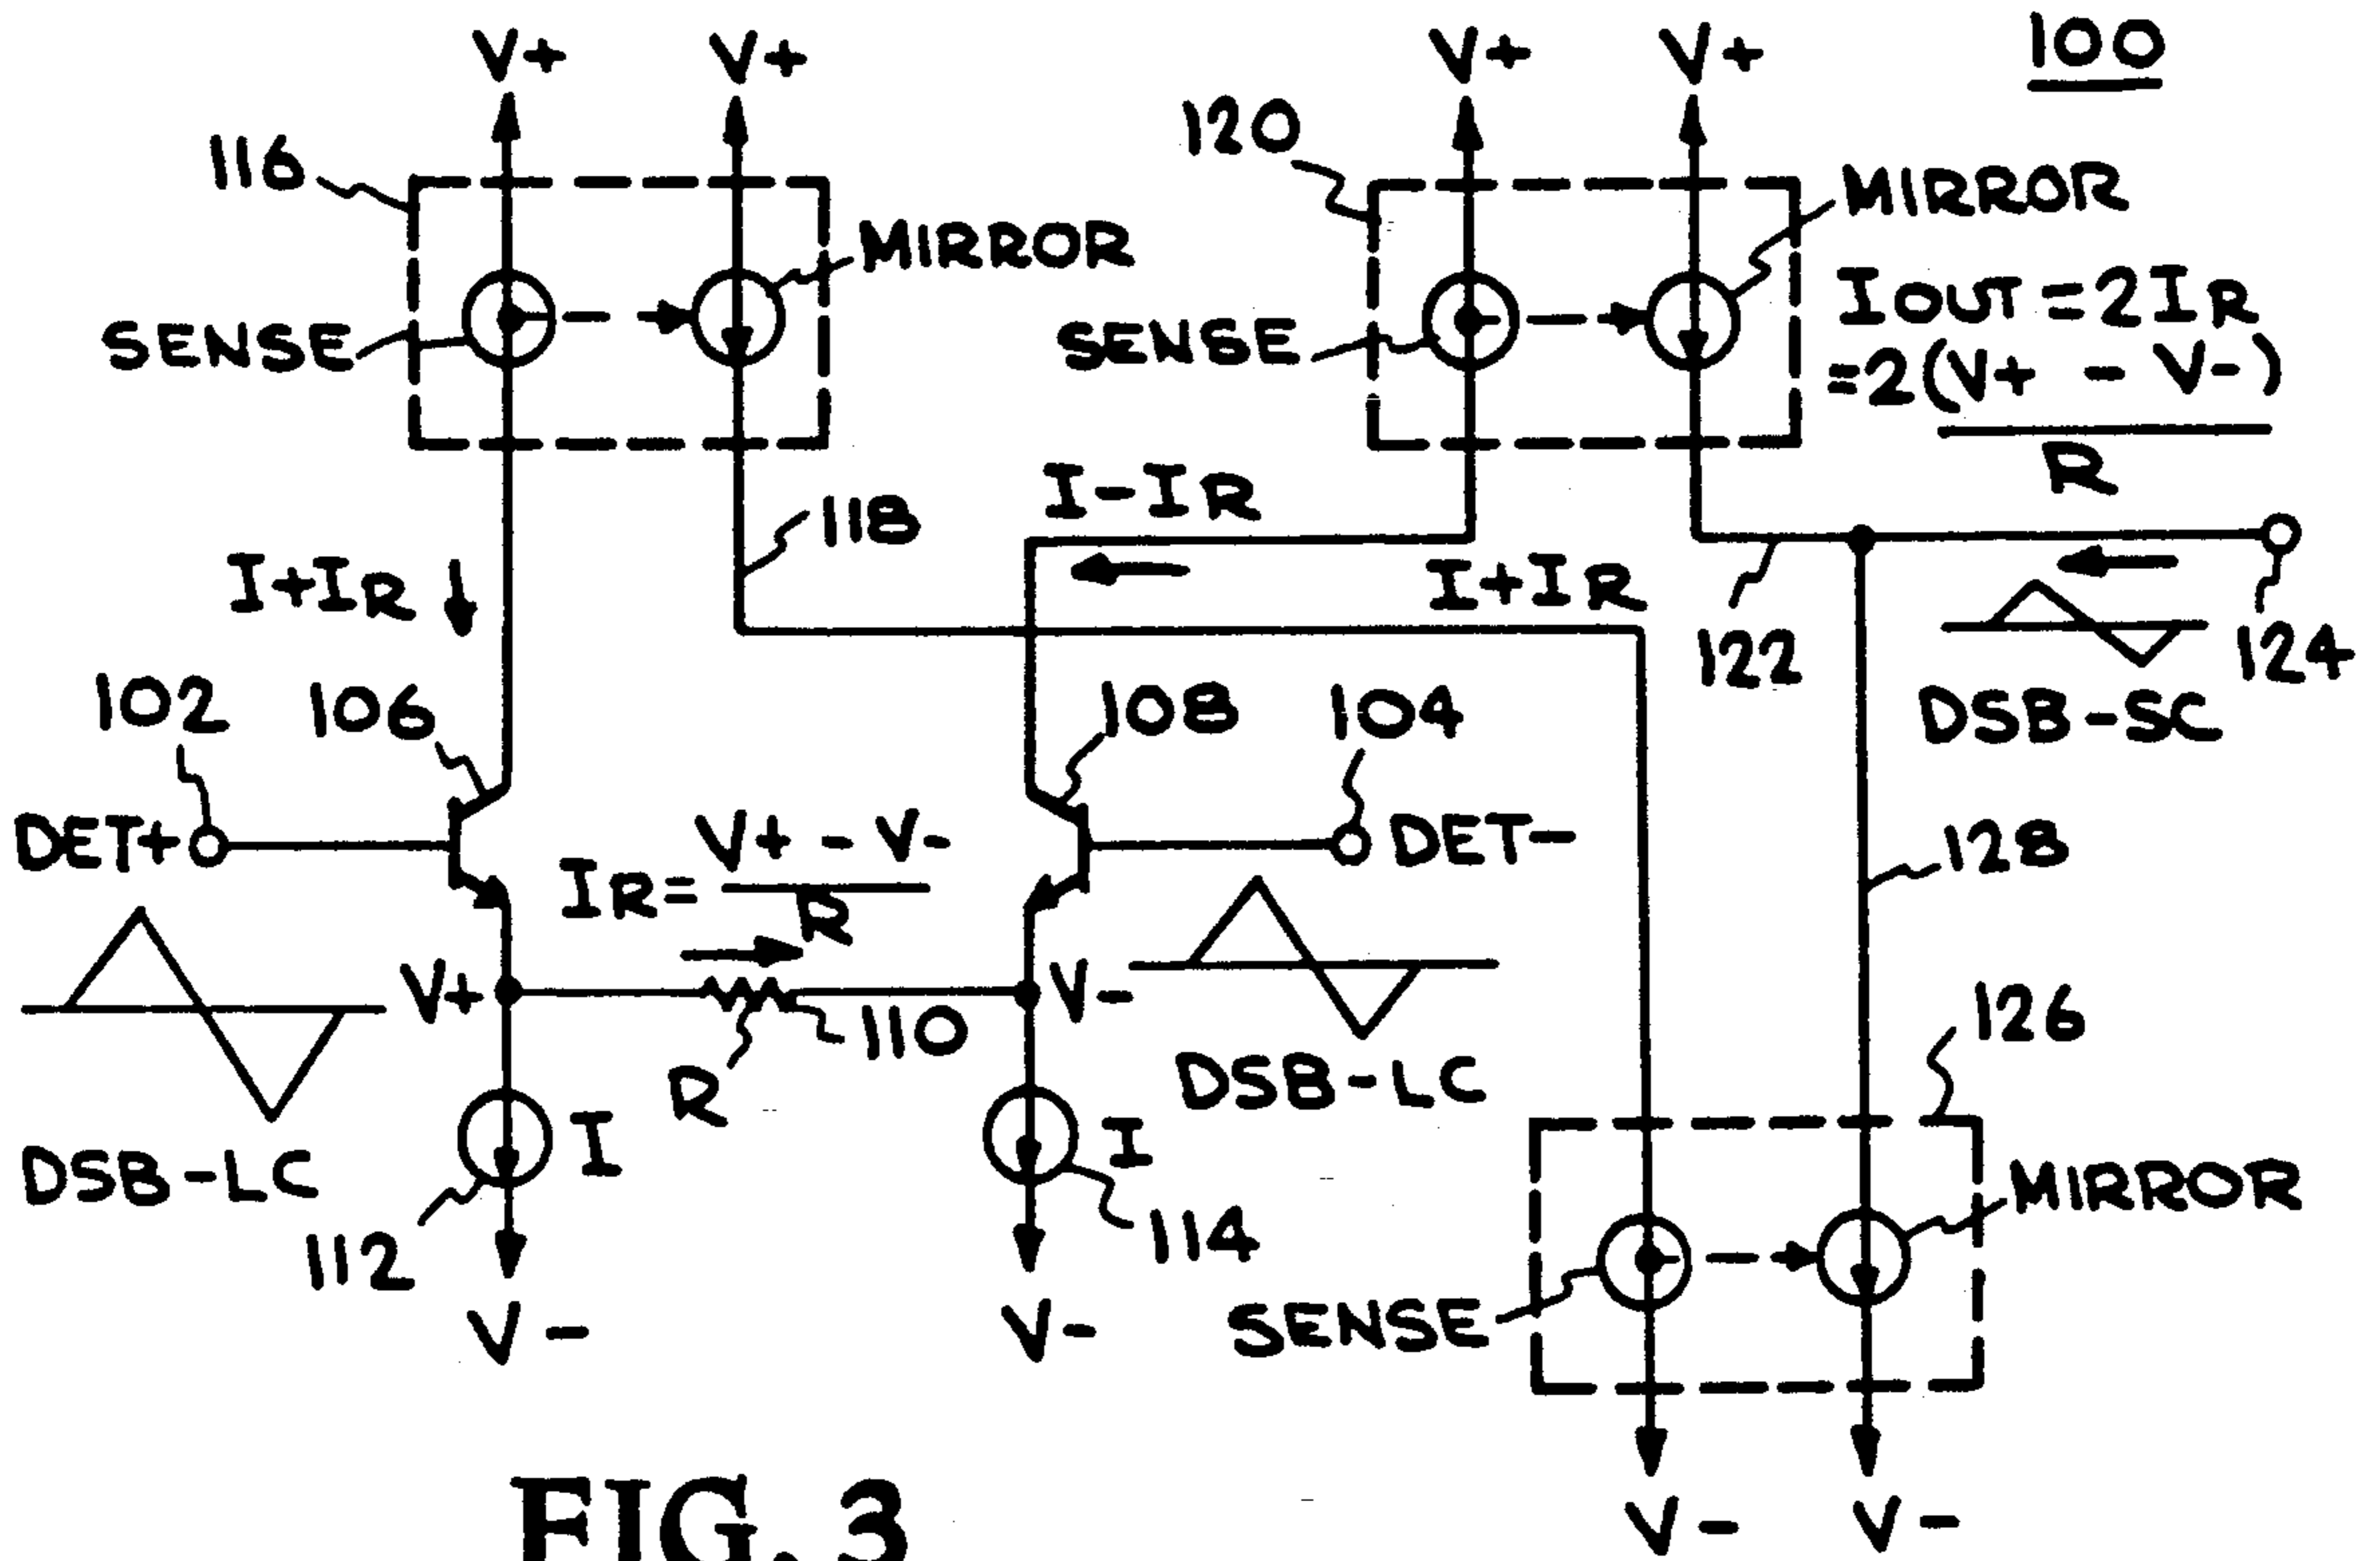 V+
V+
V+
V+
100
116
120
MIRROR
MIRROR
SENSE
SENSE
IOUT=2IR
=2(V+ - V-)
R
I-IR
118
I+IR
I+IR
122
124
102
106
108
104
DSB-SC
DET+
V+ - V-
IR=
R
DET-
128
V+
V-
110
126
R
DSB-LC
I
I
DSB-LC
MIRROR
112
114
SENSE
V-
V-
V-
V-
FIG. 3